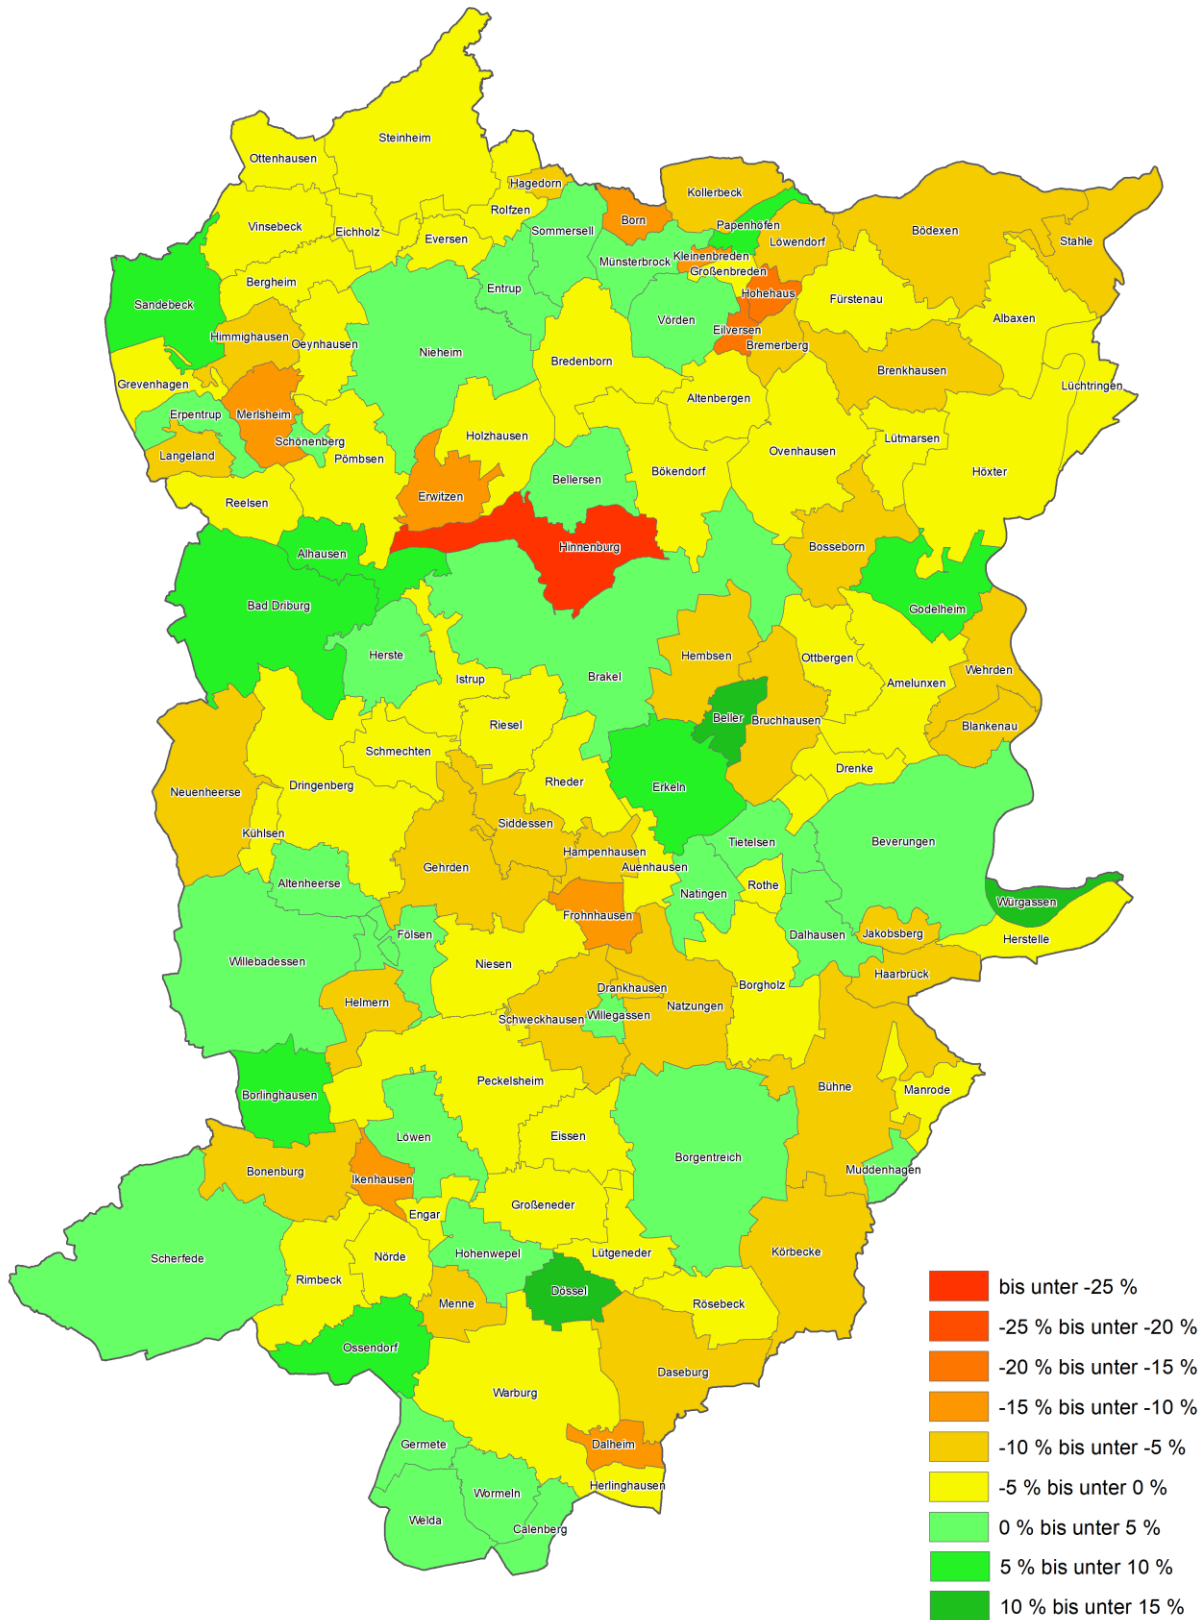 Steinheim
Ottenhausen
Hagedorn
Kollerbeck
Rolfzen
Born
Vinsebeck
Eichholz
Eversen
Sommersell
Papenhöfen
Löwendorf
Bödexen
Stahle
Münsterbrock
Kleinenbreden
Großenbreden
Bergheim
Entrup
Hohehaus
Fürstenau
Sandebeck
Albaxen
Vörden
Himmighausen
Oeynhausen
Eilversen
Bremerberg
Nieheim
Bredenborn
Brenkhausen
Grevenhagen
Lüchtringen
Altenbergen
Erpentrup
Merlsheim
Holzhausen
Lütmarsen
Schönenberg
Langeland
Pömbsen
Ovenhausen
Bökendorf
Höxter
Bellersen
Erwitzen
Reelsen
Hinnenburg
Bosseborn
Alhausen
Bad Driburg
Godelheim
Herste
Hembsen
Ottbergen
Wehrden
Istrup
Brakel
Amelunxen
Beller
Bruchhausen
Riesel
Blankenau
Schmechten
Drenke
Rheder
Dringenberg
Erkeln
Neuenheerse
Siddessen
Kühlsen
Tietelsen
Beverungen
Hampenhausen
Gehrden
Auenhausen
Altenheerse
Rothe
Natingen
Würgassen
Frohnhausen
Fölsen
Dalhausen
Jakobsberg
Herstelle
Willebadessen
Niesen
Haarbrück
Drankhausen
Borgholz
Helmern
Natzungen
Willegassen
Schweckhausen
Peckelsheim
Bühne
Manrode
Borlinghausen
Löwen
Eissen
Borgentreich
Muddenhagen
Bonenburg
Ikenhausen
Großeneder
Engar
Scherfede
Nörde
Hohenwepel
Lütgeneder
Körbecke
Rimbeck
Dössel
Menne
Rösebeck
Ossendorf
Daseburg
Warburg
Germete
Dalheim
Herlinghausen
Wormeln
Welda
Calenberg
bis unter -25 %
-25 % bis unter -20 %
-20 % bis unter -15 %
-15 % bis unter -10 %
-10 % bis unter -5 %
-5 % bis unter 0 %
0 % bis unter 5 %
5 % bis unter 10 %
10 % bis unter 15 %